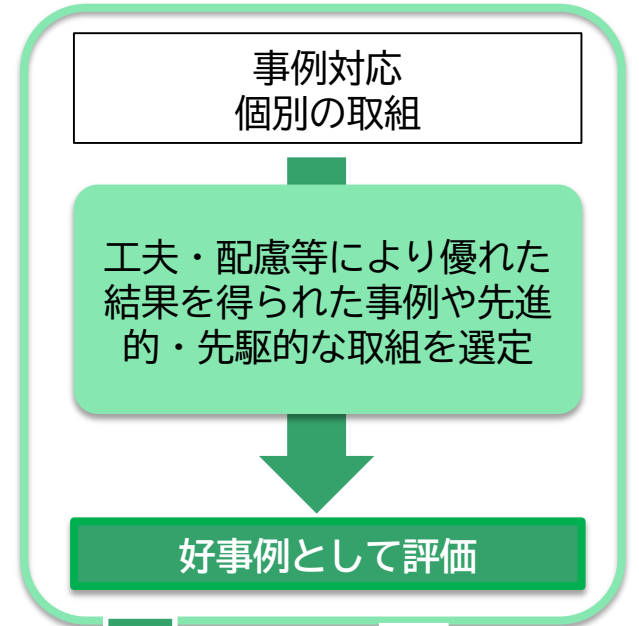 事例対応
個別の取組
工夫・配慮等により優れた
結果を得られた事例や先進
的・先駆的な取組を選定
好事例として評価